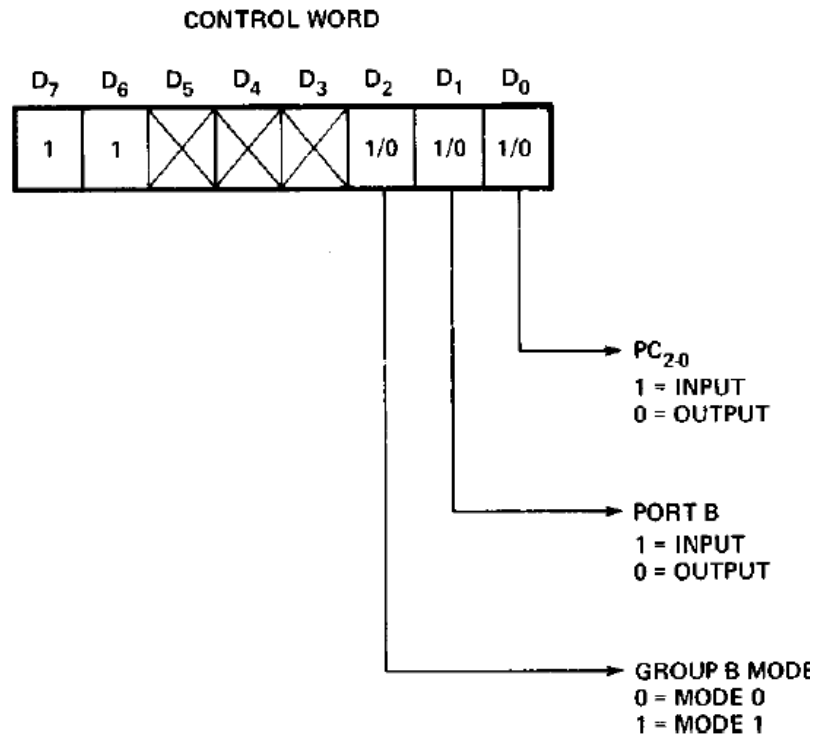 CONTROL WORD
D7 D6 D5 D4 D3 D2 D1 D0
1 1 1/0 1/0 1/0
PC2-0
1 = INPUT
0 = OUTPUT
PORT B
1 = INPUT
0 = OUTPUT
GROUP B MODE
0 = MODE 0
1 = MODE 1